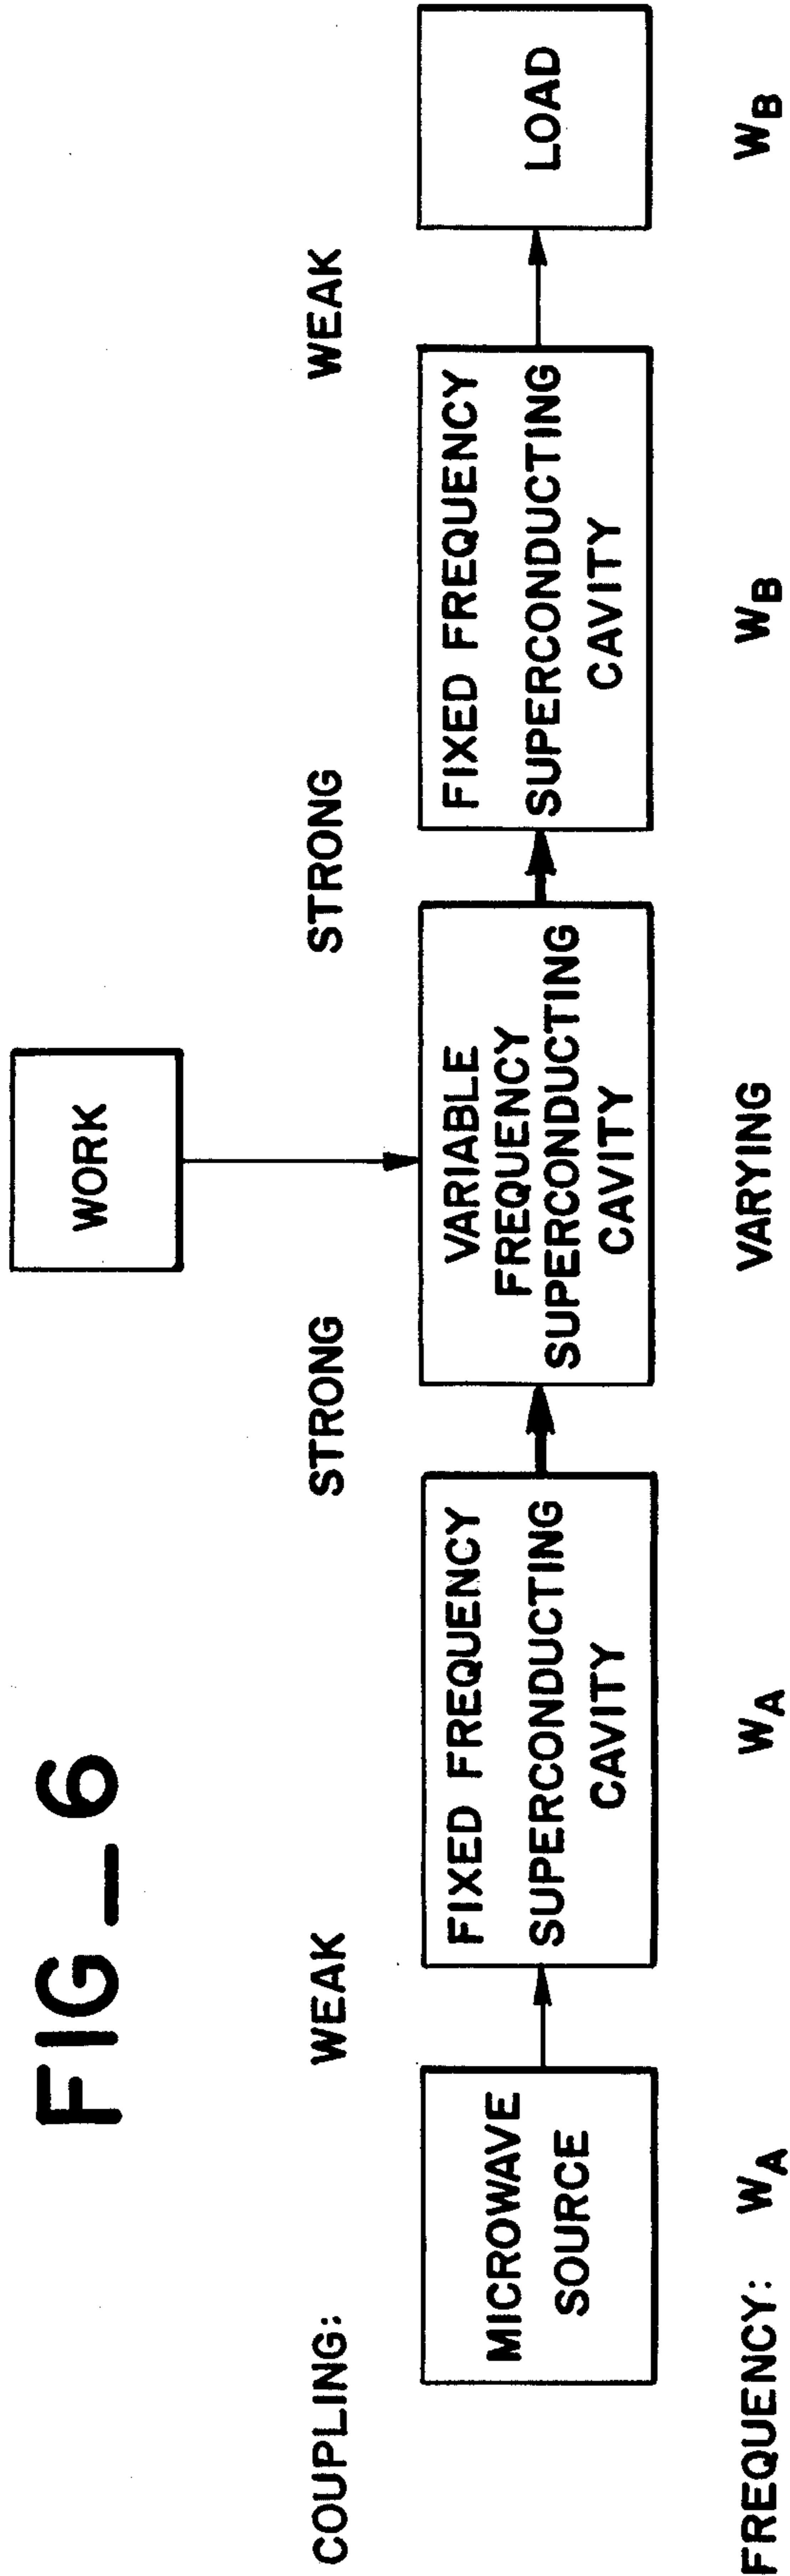 FIG_6
WORK
COUPLING:
WEAK
STRONG
STRONG
WEAK
MICROWAVE
SOURCE
FIXED FREQUENCY
SUPERCONDUCTING
CAVITY
VARIABLE
FREQUENCY
SUPERCONDUCTING
CAVITY
FIXED FREQUENCY
SUPERCONDUCTING
CAVITY
LOAD
FREQUENCY:
WA
WA
VARYING
WB
WB